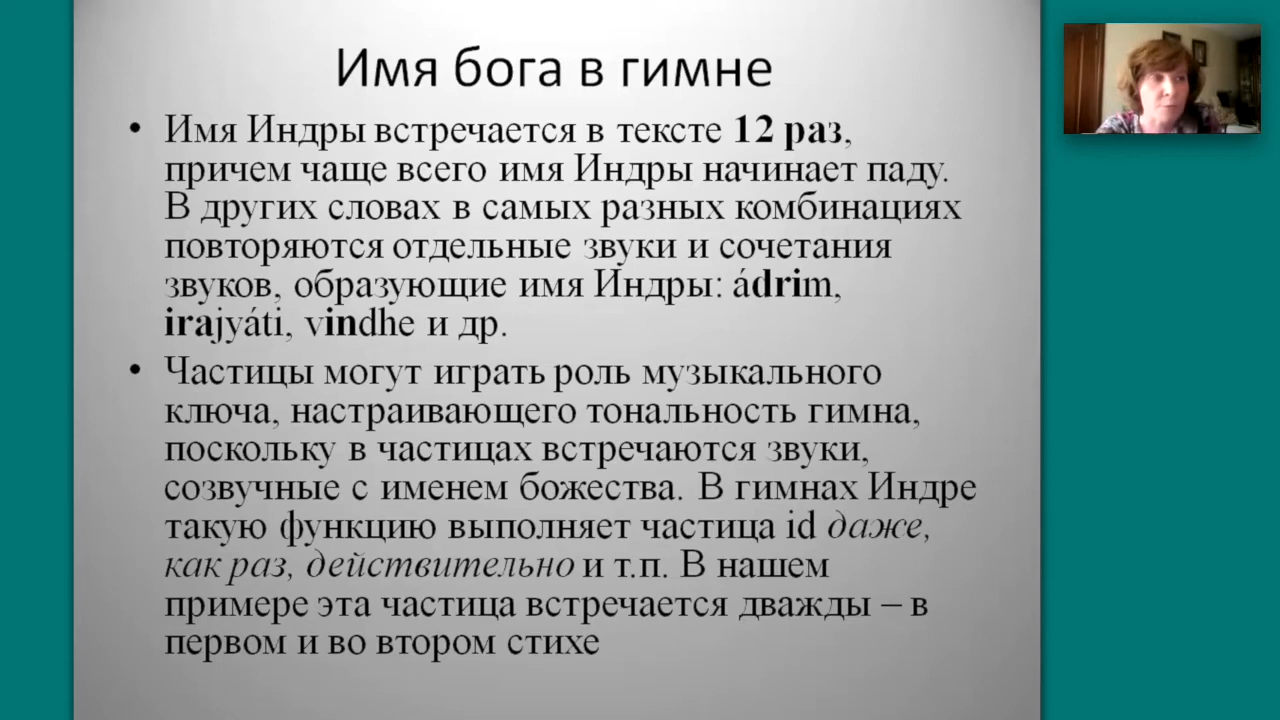 Имя бога в гимне
• Имя Индры встречается в тексте 12 раз,
причем чаще всего имя Индры начинает паду.
В других словах в самых разных комбинациях
повторяются отдельные звуки и сочетания
звуков, образующие имя Индры: ádrim,
irajyáti, vindhe и др.
• Частицы могут играть роль музыкального
ключа, настраивающего тональность гимна,
поскольку в частицах встречаются звуки,
созвучные с именем божества. В гимнах Индре
такую функцию выполняет частица id даже,
как раз, действительно и т.п. В нашем
примере эта частица встречается дважды – в
первом и во втором стихе